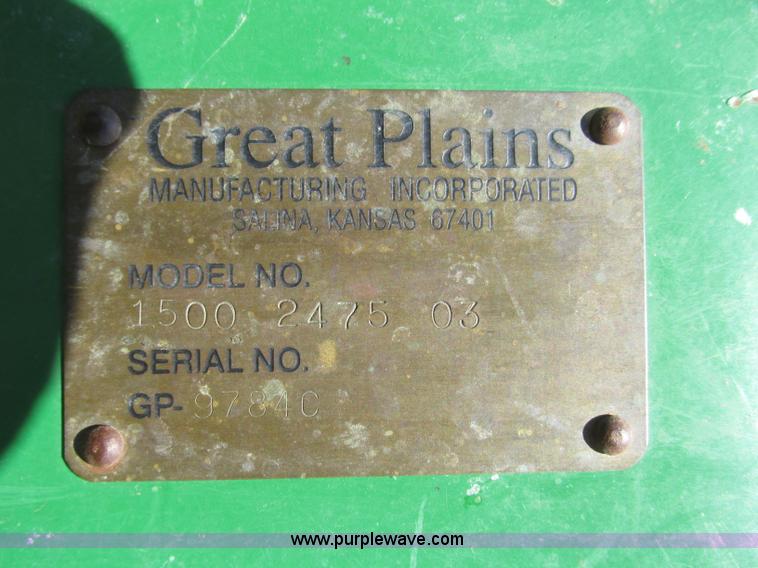 Great Plains
MANUFACTURING INCORPORATED
SALINA, KANSAS 67401
MODEL NO.
1500 2475 03
SERIAL NO.
GP-9784C
www.purplewave.com